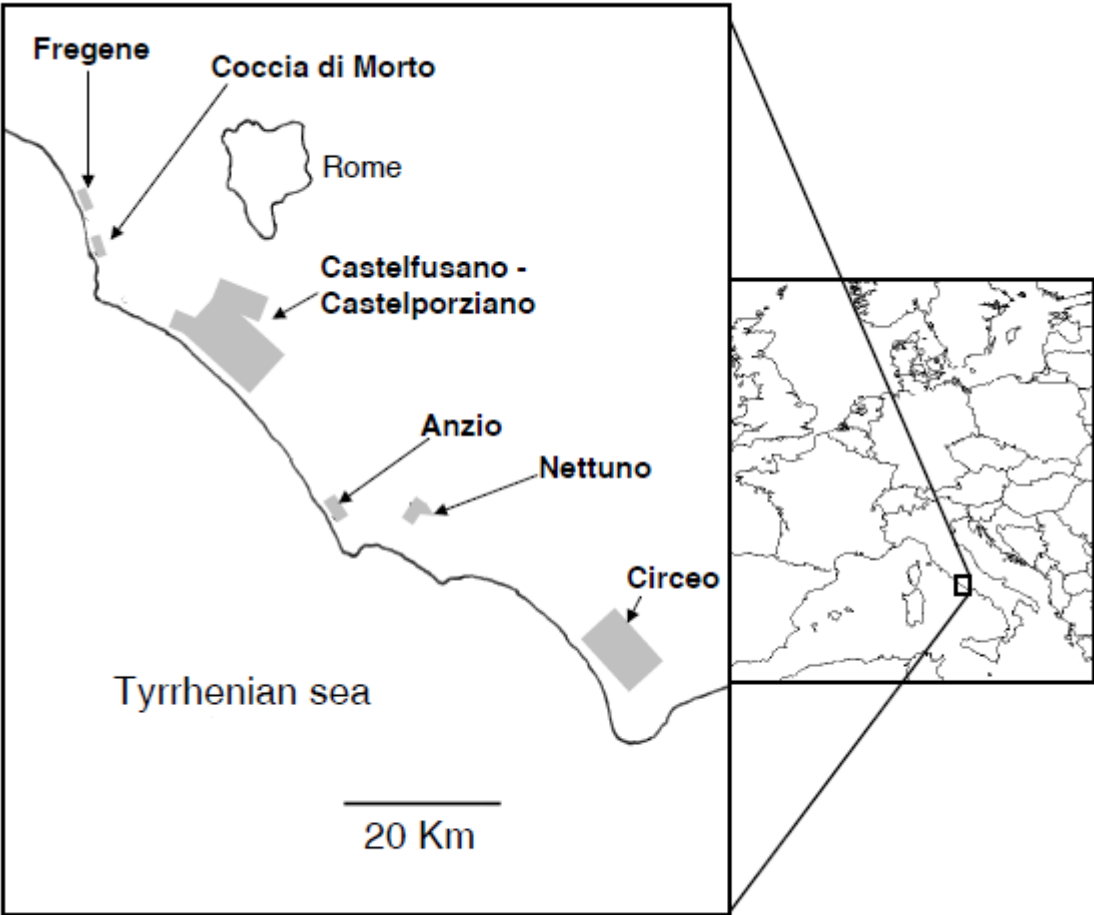 Fregene
Coccia di Morto
Rome
Castelfusano -
Castelporziano
Anzio
Nettuno
Circeo
Tyrrhenian sea
20 Km